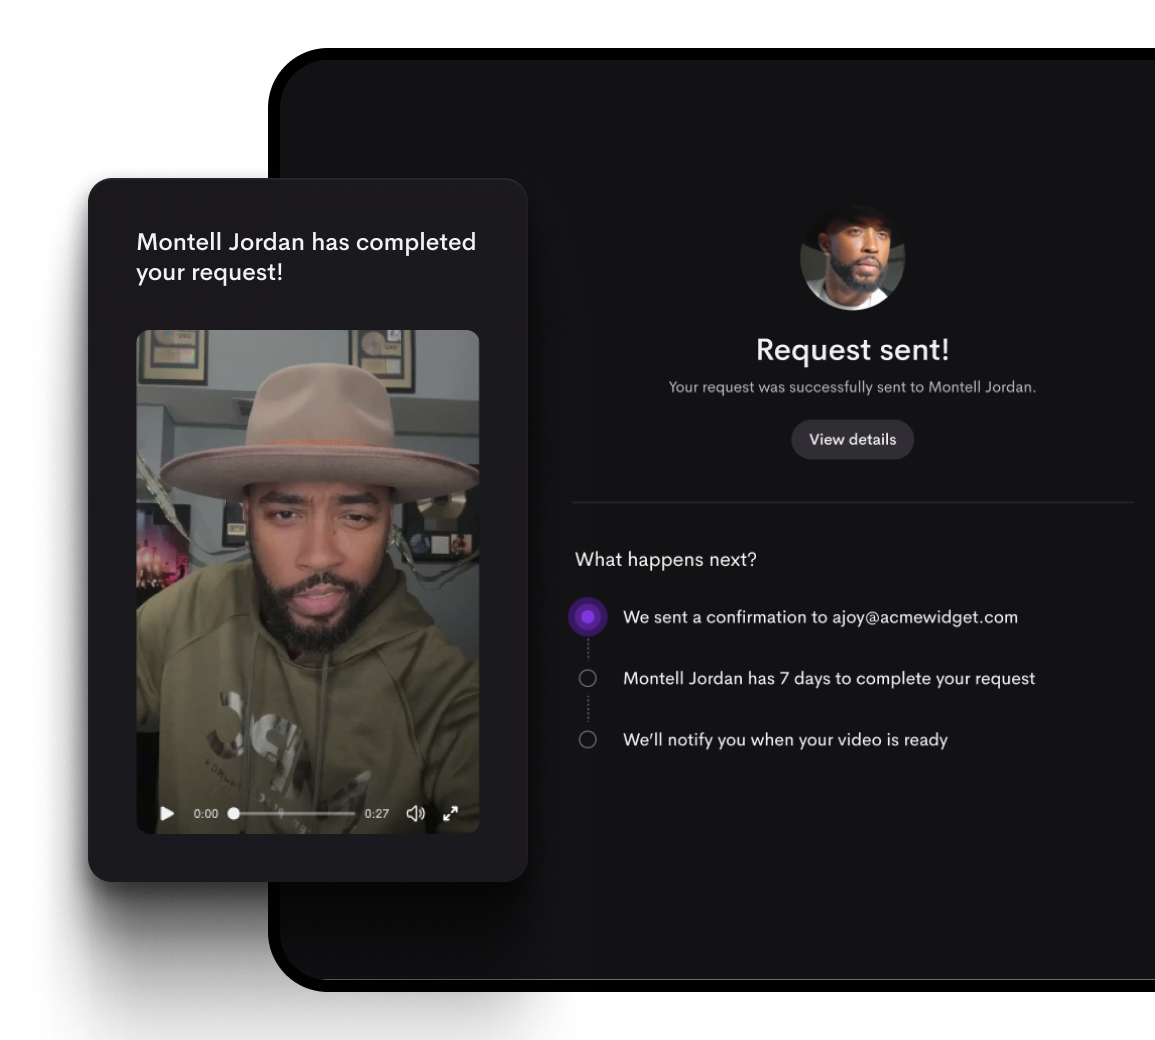 Montell Jordan has completed
your request!
0:00
0:27
Request sent!
Your request was successfully sent to Montell Jordan.
View details
What happens next?
We sent a confirmation to ajoy@acmewidget.com
Montell Jordan has 7 days to complete your request
We’ll notify you when your video is ready